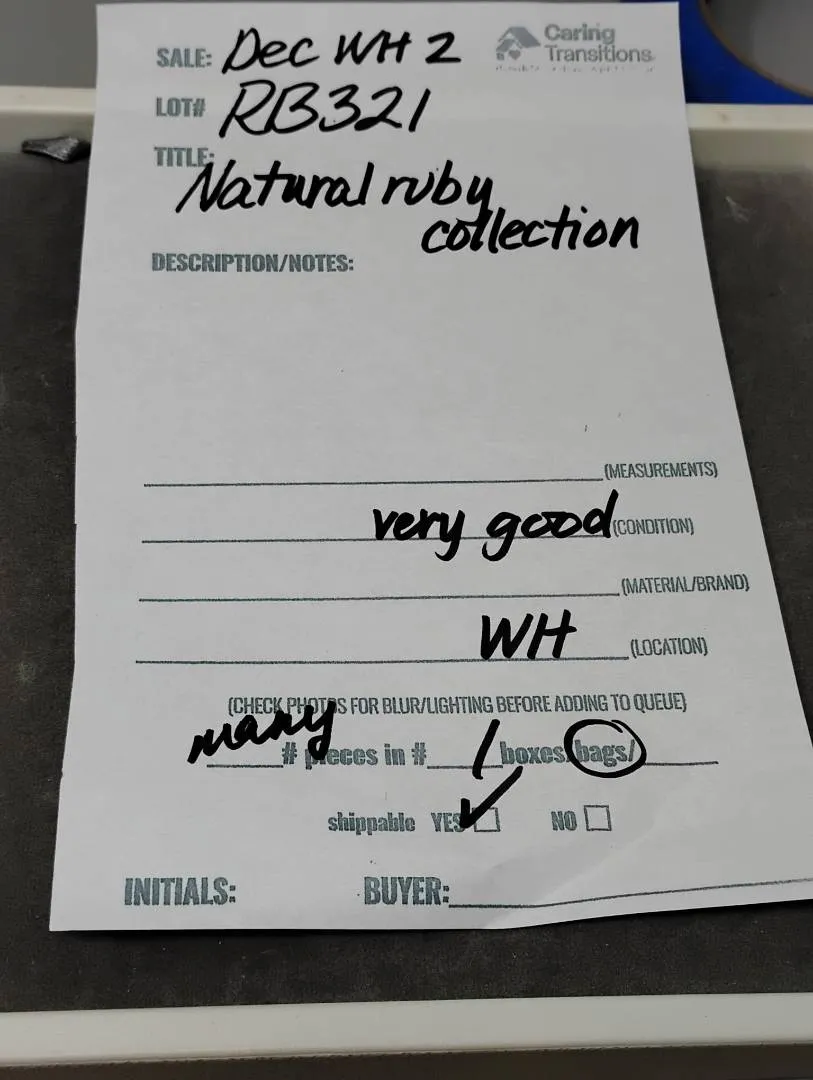 SALE: Dec WH 2
Caring
Transitions
LOT# RB321
TITLE:
Natural ruby
collection
DESCRIPTION/NOTES:
(MEASUREMENTS)
very good (CONDITION)
(MATERIAL/BRAND)
WH (LOCATION)
(CHECK PHOTOS FOR BLUR/LIGHTING BEFORE ADDING TO QUEUE)
many # pieces in # 1 boxes/bags/
shippable YES NO
INITIALS: BUYER: